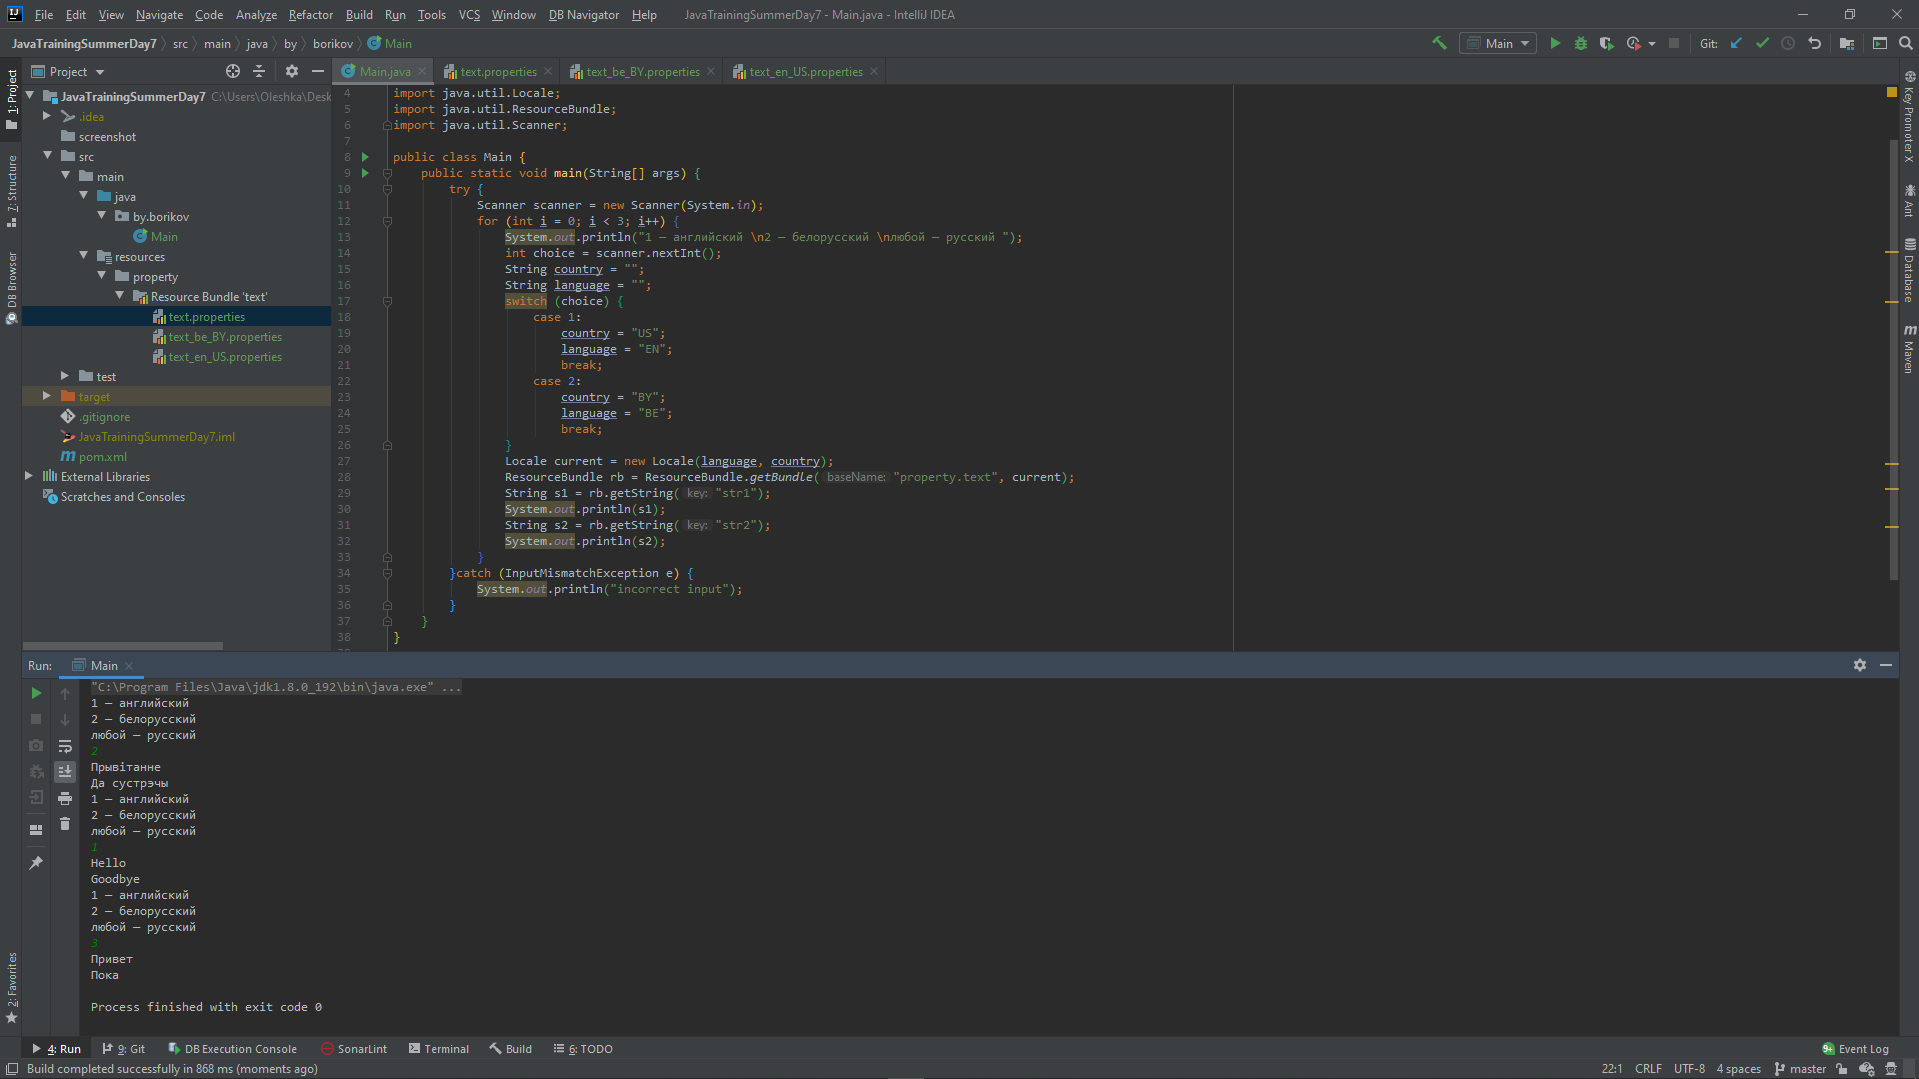 File Edit View Navigate Code Analyze Refactor Build Run Tools VCS Window DB Navigator Help JavaTrainingSummerDay7 - Main.java - IntelliJ IDEA
JavaTrainingSummerDay7 src main java by borikov Main
Main Git:
Project
Main.java text.properties text_be_BY.properties text_en_US.properties
1: Project
7: Structure
DB Browser
2: Favorites
JavaTrainingSummerDay7 C:\Users\Oleshka\Desk
.idea
screenshot
src
main
java
by.borikov
Main
resources
property
Resource Bundle 'text'
text.properties
text_be_BY.properties
text_en_US.properties
test
target
.gitignore
JavaTrainingSummerDay7.iml
pom.xml
External Libraries
Scratches and Consoles
4 import java.util.Locale;
5 import java.util.ResourceBundle;
6 import java.util.Scanner;
7
8 public class Main {
9 public static void main(String[] args) {
10 try {
11 Scanner scanner = new Scanner(System.in);
12 for (int i = 0; i < 3; i++) {
13 System.out.println("1 – английский \n2 – белорусский \nлюбой – русский ");
14 int choice = scanner.nextInt();
15 String country = "";
16 String language = "";
17 switch (choice) {
18 case 1:
19 country = "US";
20 language = "EN";
21 break;
22 case 2:
23 country = "BY";
24 language = "BE";
25 break;
26 }
27 Locale current = new Locale(language, country);
28 ResourceBundle rb = ResourceBundle.getBundle( baseName: "property.text", current);
29 String s1 = rb.getString( key: "str1");
30 System.out.println(s1);
31 String s2 = rb.getString( key: "str2");
32 System.out.println(s2);
33 }
34 }catch (InputMismatchException e) {
35 System.out.println("incorrect input");
36 }
37 }
38 }
Key Promoter X
Ant
Database
Maven
Run: Main
"C:\Program Files\Java\jdk1.8.0_192\bin\java.exe" ...
1 – английский
2 – белорусский
любой – русский
2
Прывітанне
Да сустрэчы
1 – английский
2 – белорусский
любой – русский
1
Hello
Goodbye
1 – английский
2 – белорусский
любой – русский
3
Привет
Пока
Process finished with exit code 0
4: Run 9: Git DB Execution Console SonarLint Terminal Build 6: TODO 9+ Event Log
Build completed successfully in 868 ms (moments ago) 22:1 CRLF UTF-8 4 spaces master